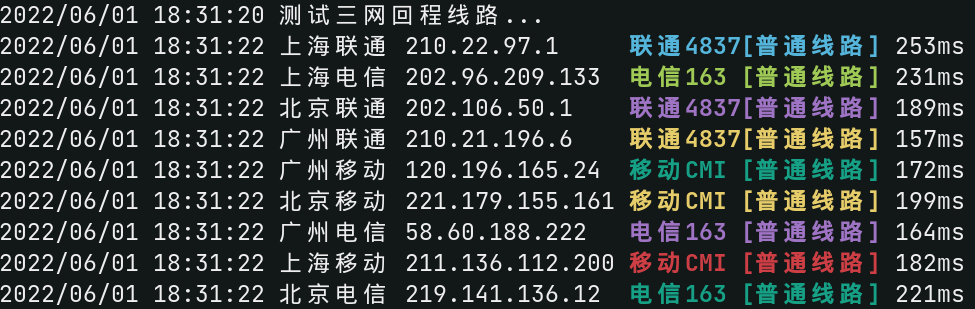 2022/06/01 18:31:20 测试三网回程线路...
2022/06/01 18:31:22 上海联通 210.22.97.1 联通4837[普通线路] 253ms
2022/06/01 18:31:22 上海电信 202.96.209.133 电信163 [普通线路] 231ms
2022/06/01 18:31:22 北京联通 202.106.50.1 联通4837[普通线路] 189ms
2022/06/01 18:31:22 广州联通 210.21.196.6 联通4837[普通线路] 157ms
2022/06/01 18:31:22 广州移动 120.196.165.24 移动CMI [普通线路] 172ms
2022/06/01 18:31:22 北京移动 221.179.155.161 移动CMI [普通线路] 199ms
2022/06/01 18:31:22 广州电信 58.60.188.222 电信163 [普通线路] 164ms
2022/06/01 18:31:22 上海移动 211.136.112.200 移动CMI [普通线路] 182ms
2022/06/01 18:31:22 北京电信 219.141.136.12 电信163 [普通线路] 221ms